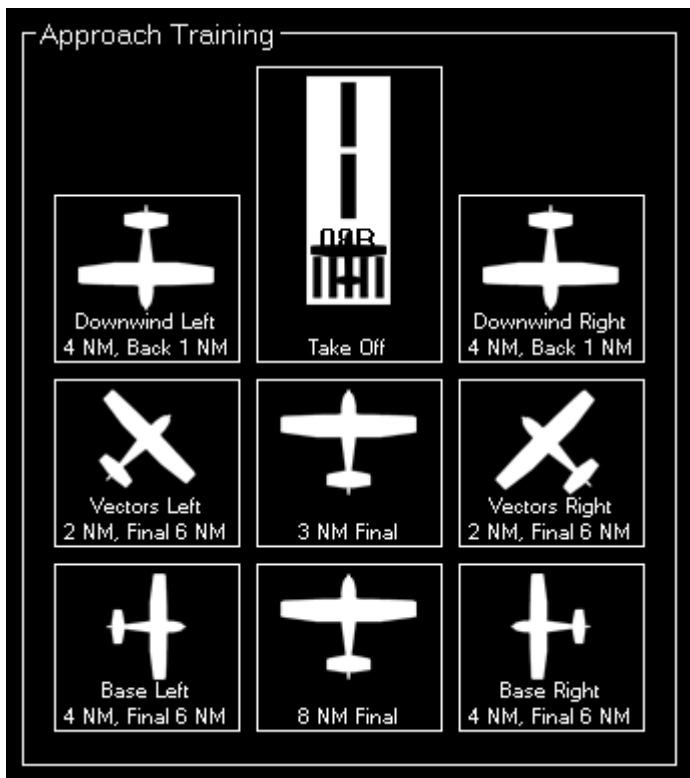 Approach Training
Take Off
Downwind Left
4 NM, Back 1 NM
Downwind Right
4 NM, Back 1 NM
Vectors Left
2 NM, Final 6 NM
3 NM Final
Vectors Right
2 NM, Final 6 NM
Base Left
4 NM, Final 6 NM
8 NM Final
Base Right
4 NM, Final 6 NM